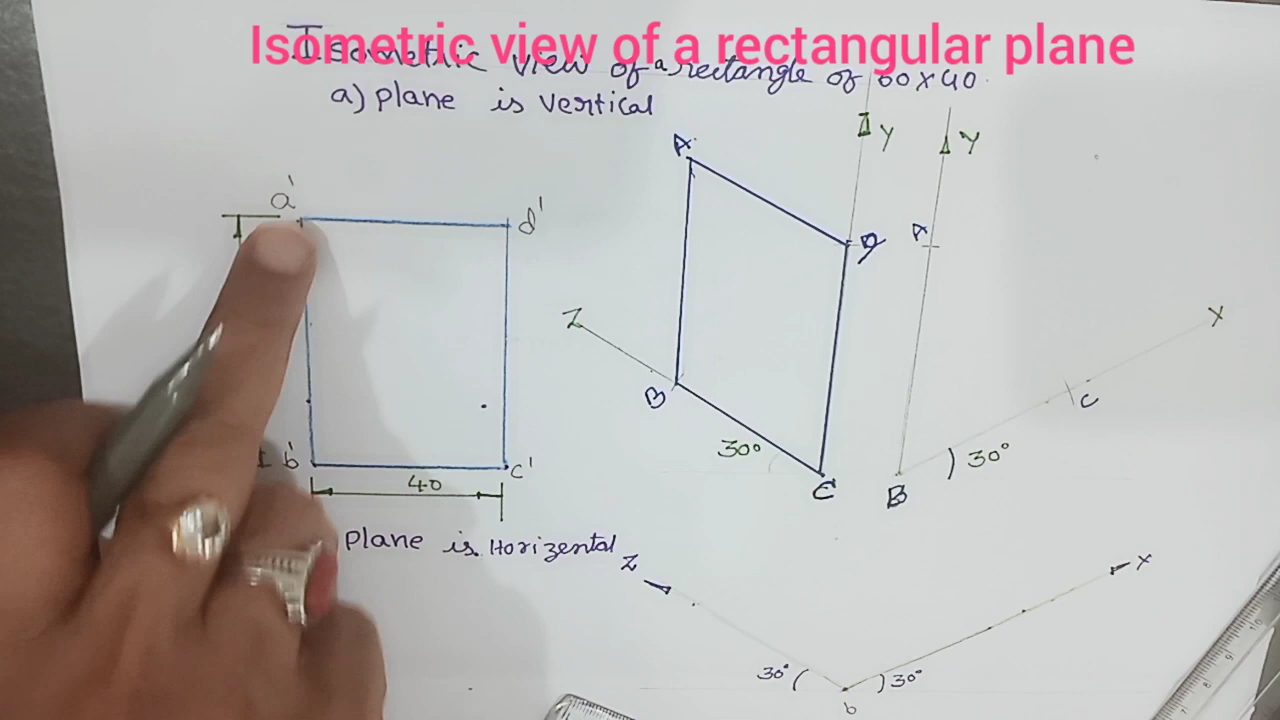 Isometric view of a rectangular plane
Isometric view of a rectangle of 60x40.
a) plane is vertical
a'
d'
b'
c'
40
A
D
B
C
Z
Y
30°
Y
A
X
C
B
30°
plane is Horizental
Z
X
30°
30°
b